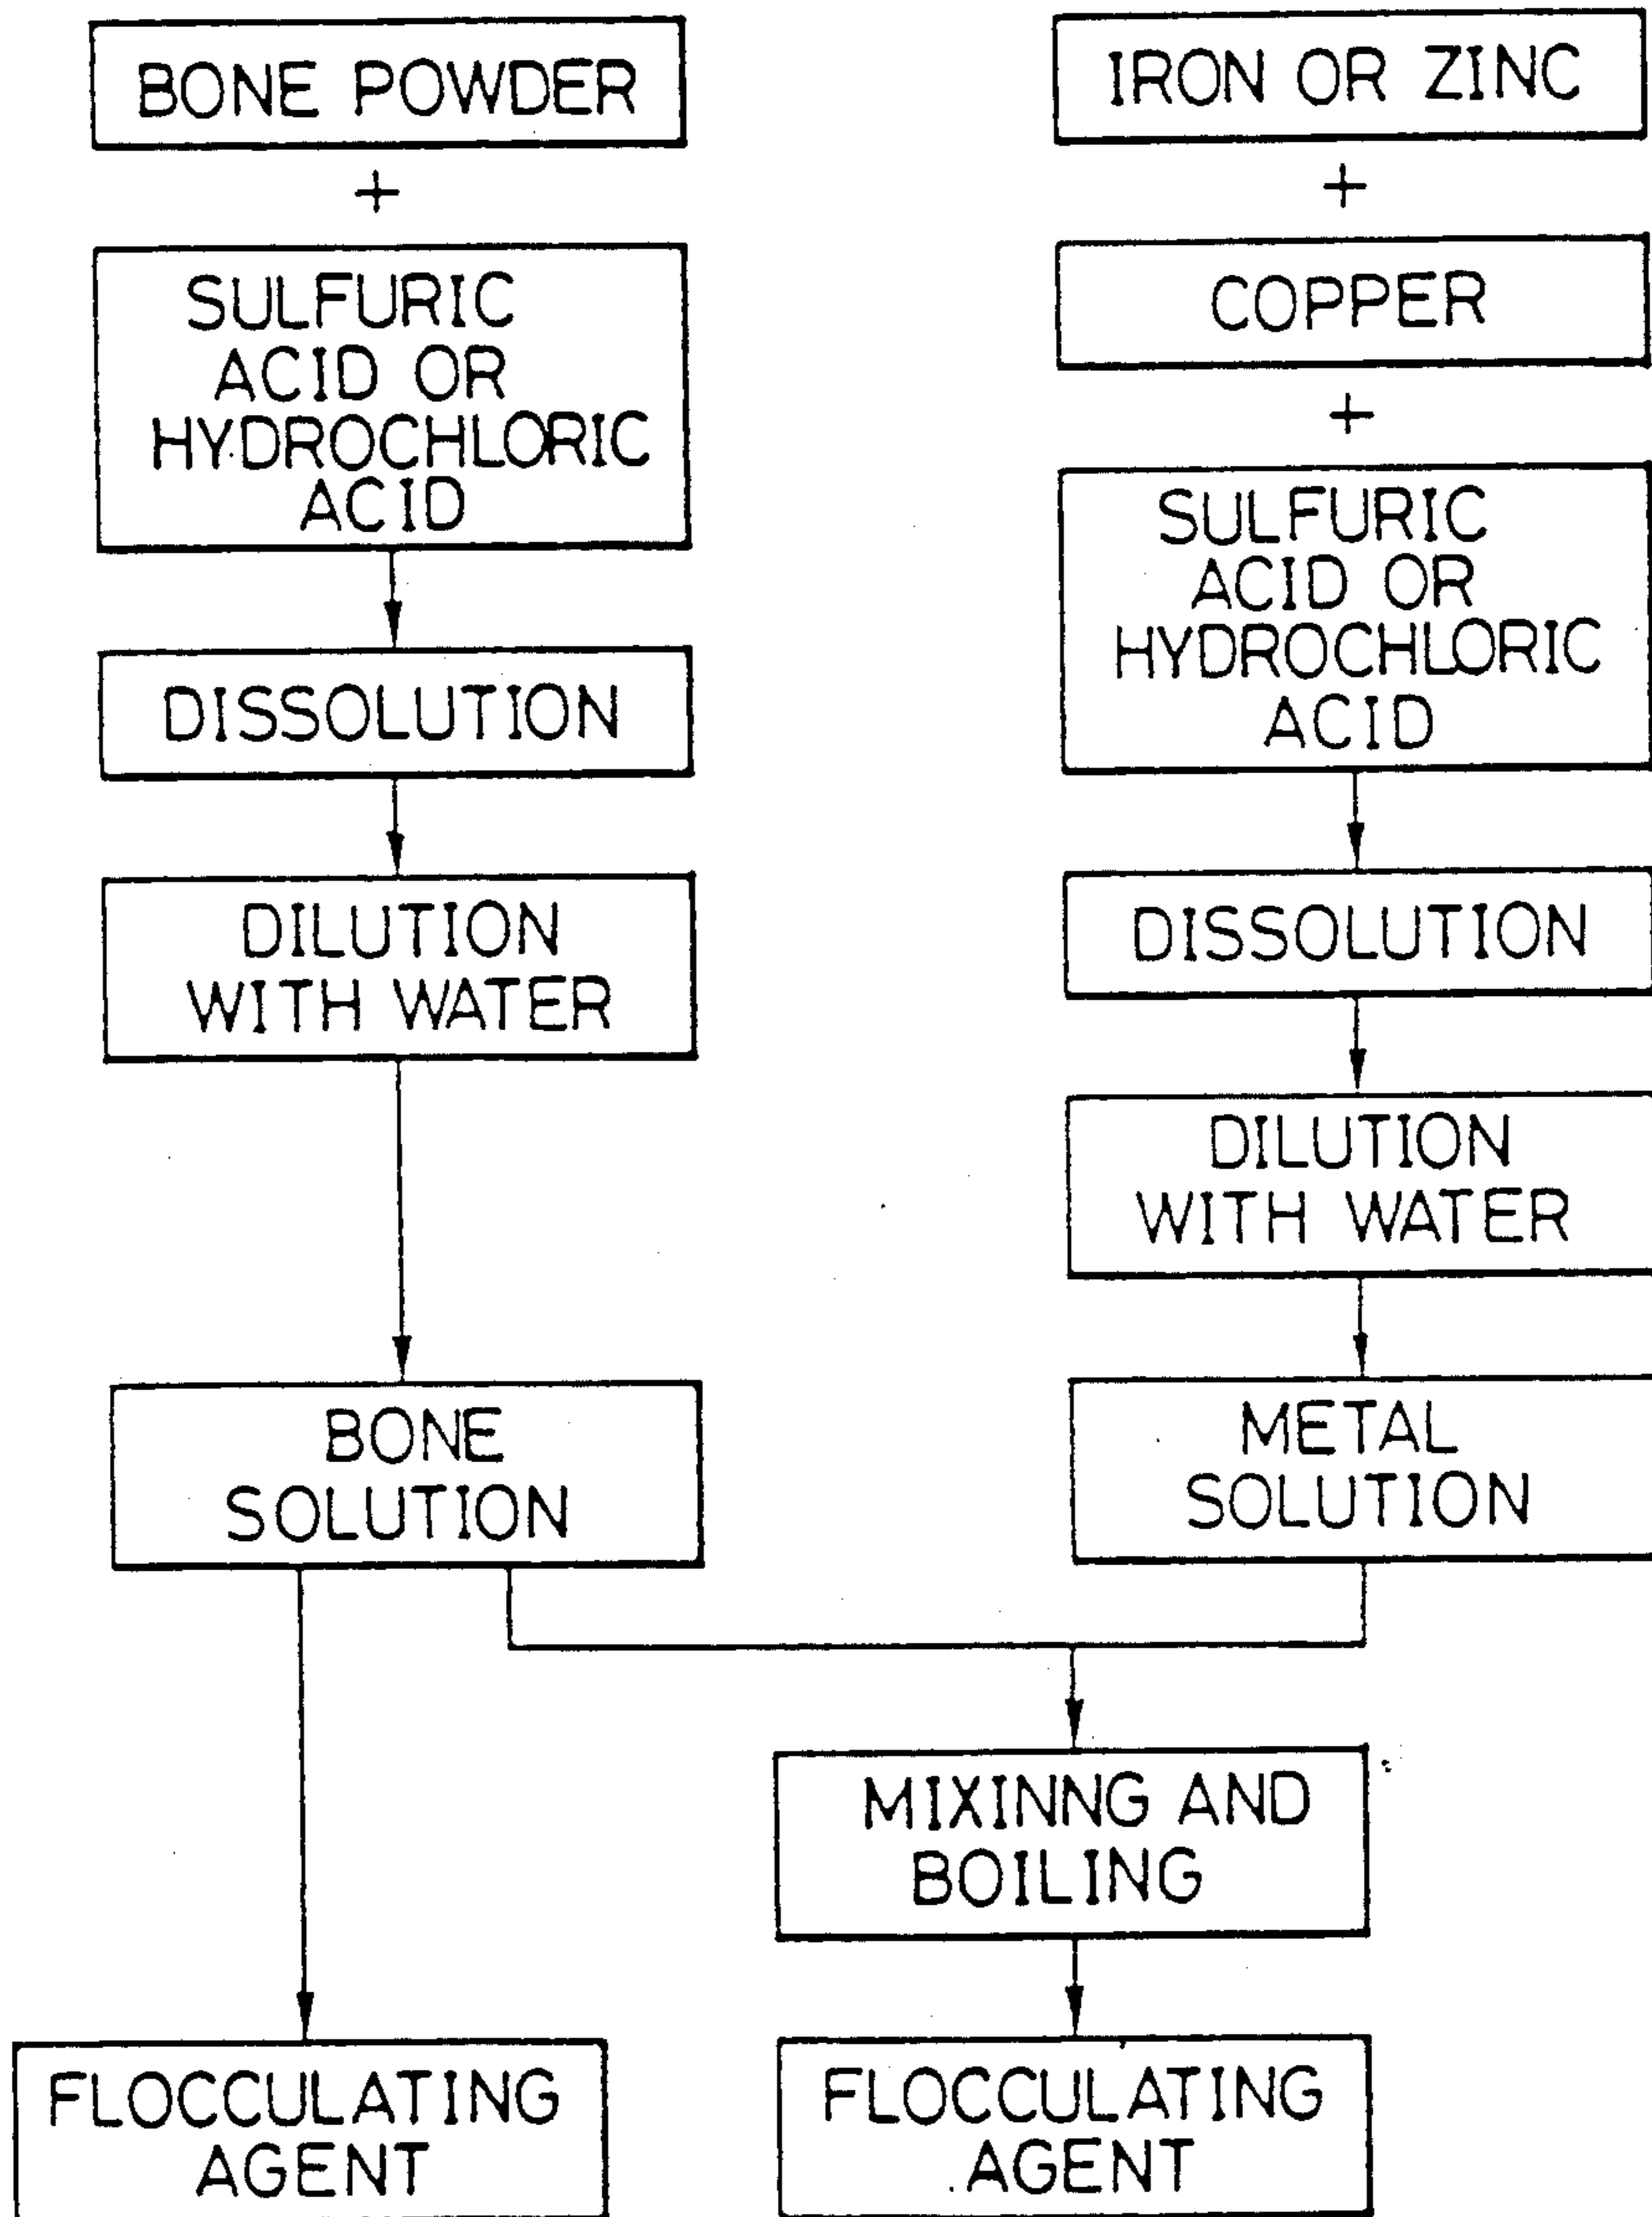 BONE POWDER
+
SULFURIC
ACID OR
HYDROCHLORIC
ACID
DISSOLUTION
DILUTION
WITH WATER
BONE
SOLUTION
FLOCCULATING
AGENT
IRON OR ZINC
+
COPPER
+
SULFURIC
ACID OR
HYDROCHLORIC
ACID
DISSOLUTION
DILUTION
WITH WATER
METAL
SOLUTION
MIXINNG AND
BOILING
FLOCCULATING
AGENT